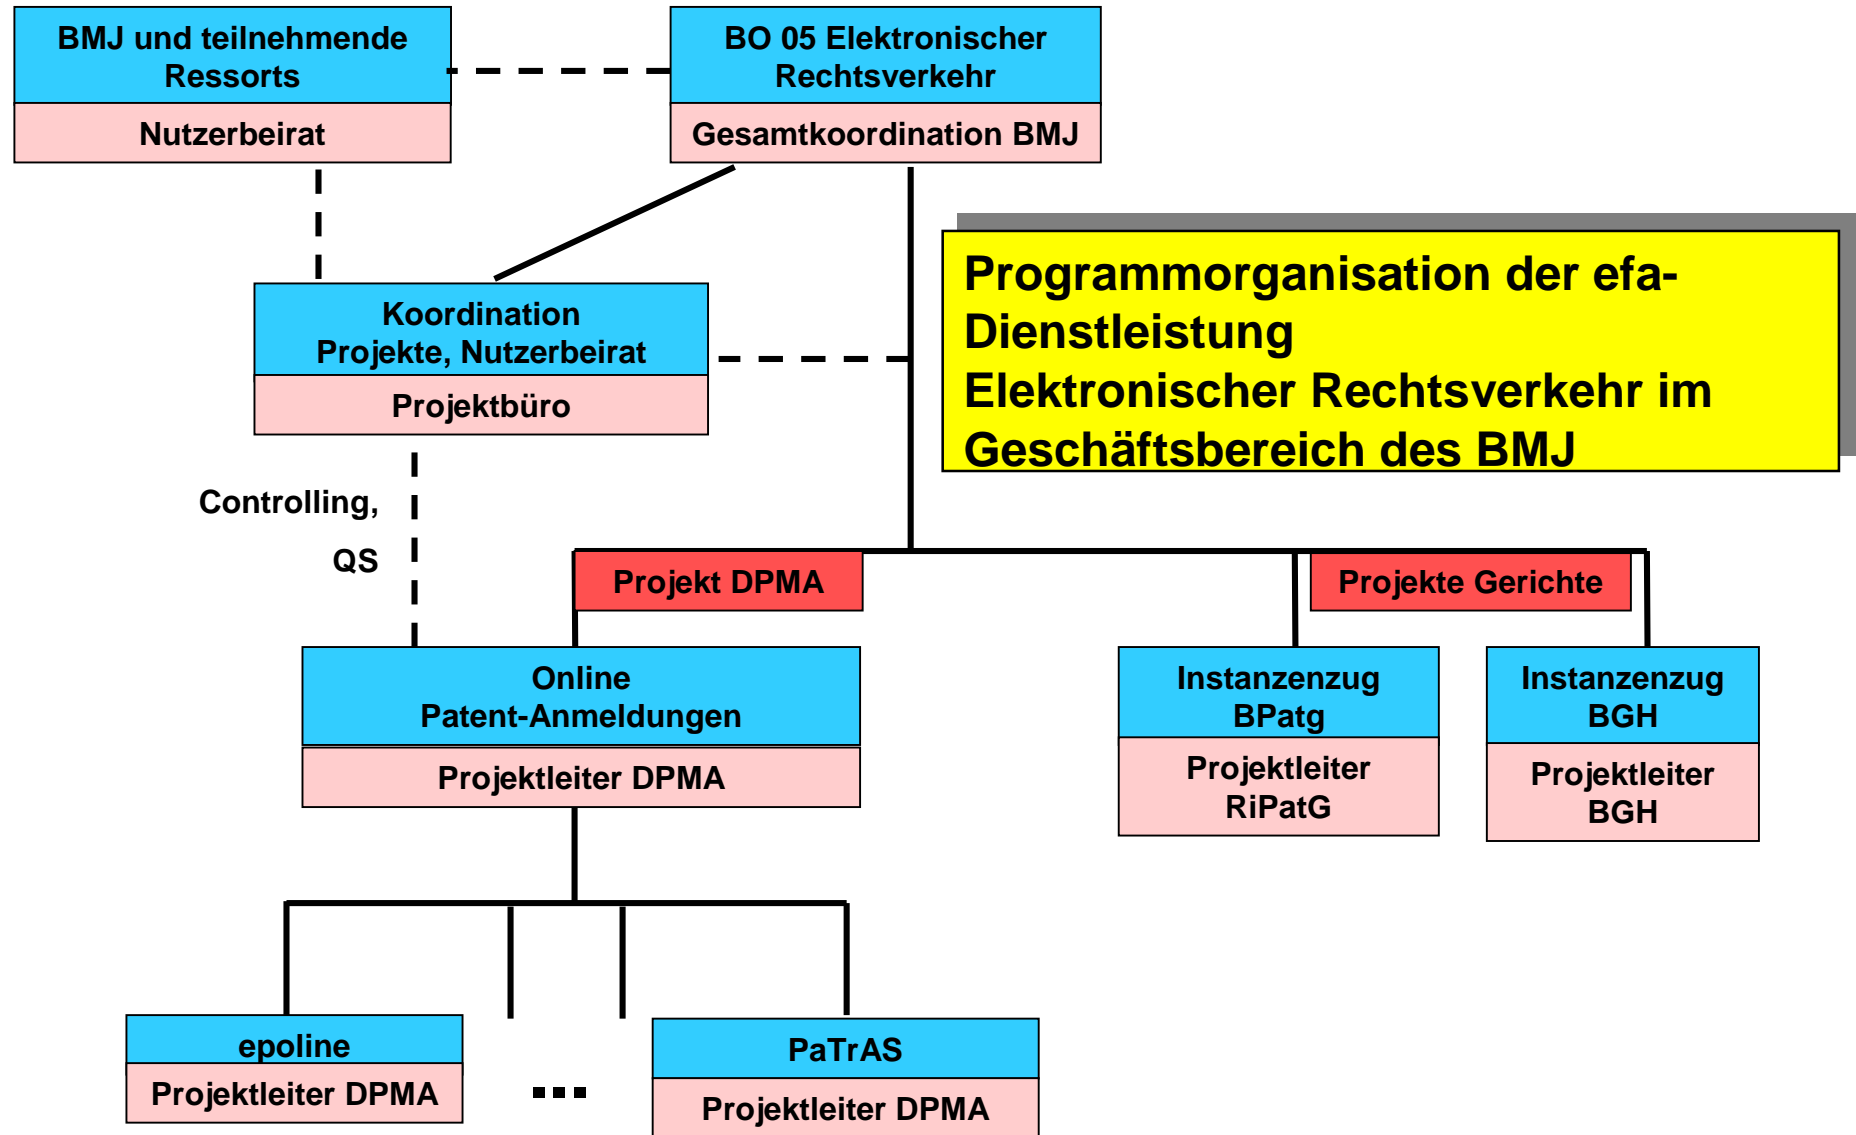 BMJ und teilnehmende
Ressorts
Nutzerbeirat
BO 05 Elektronischer
Rechtsverkehr
Gesamtkoordination BMJ
Programmorganisation der efa-
Dienstleistung
Elektronischer Rechtsverkehr im
Geschäftsbereich des BMJ
Koordination
Projekte, Nutzerbeirat
Projektbüro
Controlling,
QS
Projekt DPMA
Projekte Gerichte
Online
Patent-Anmeldungen
Projektleiter DPMA
Instanzenzug
BPatg
Projektleiter
RiPatG
Instanzenzug
BGH
Projektleiter
BGH
epoline
Projektleiter DPMA
...
PaTrAS
Projektleiter DPMA